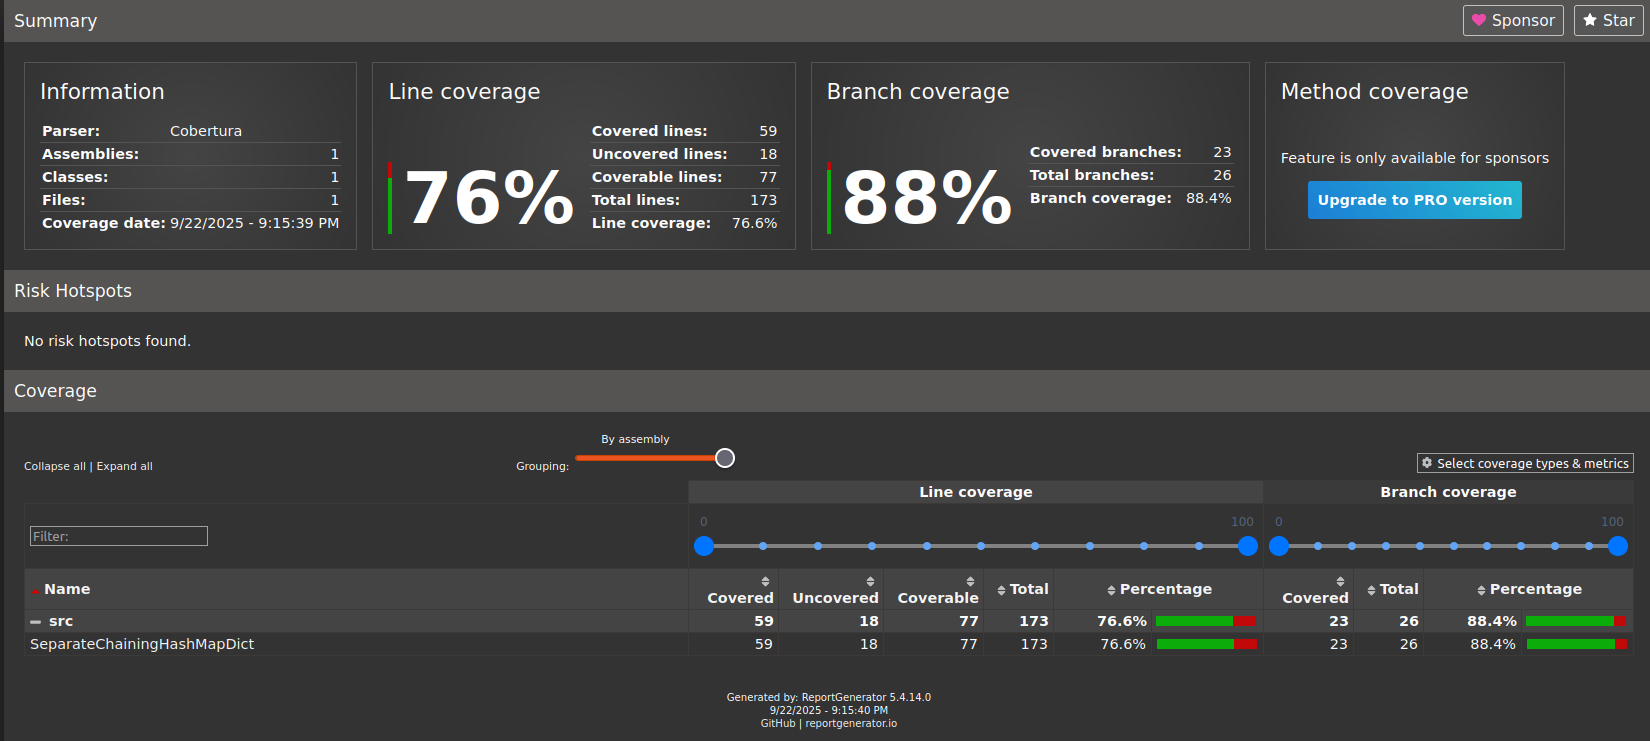 Summary
Sponsor
Star
Information
Parser: Cobertura
Assemblies: 1
Classes: 1
Files: 1
Coverage date: 9/22/2025 - 9:15:39 PM
Line coverage
76%
Covered lines: 59
Uncovered lines: 18
Coverable lines: 77
Total lines: 173
Line coverage: 76.6%
Branch coverage
88%
Covered branches: 23
Total branches: 26
Branch coverage: 88.4%
Method coverage
Feature is only available for sponsors
Upgrade to PRO version
Risk Hotspots
No risk hotspots found.
Coverage
Collapse all | Expand all
By assembly
Grouping:
Select coverage types & metrics
Line coverage Branch coverage
Filter:
0 100 0 100
Name Covered Uncovered Coverable Total Percentage Covered Total Percentage
src 59 18 77 173 76.6% 23 26 88.4%
SeparateChainingHashMapDict 59 18 77 173 76.6% 23 26 88.4%
Generated by: ReportGenerator 5.4.14.0
9/22/2025 - 9:15:40 PM
GitHub | reportgenerator.io